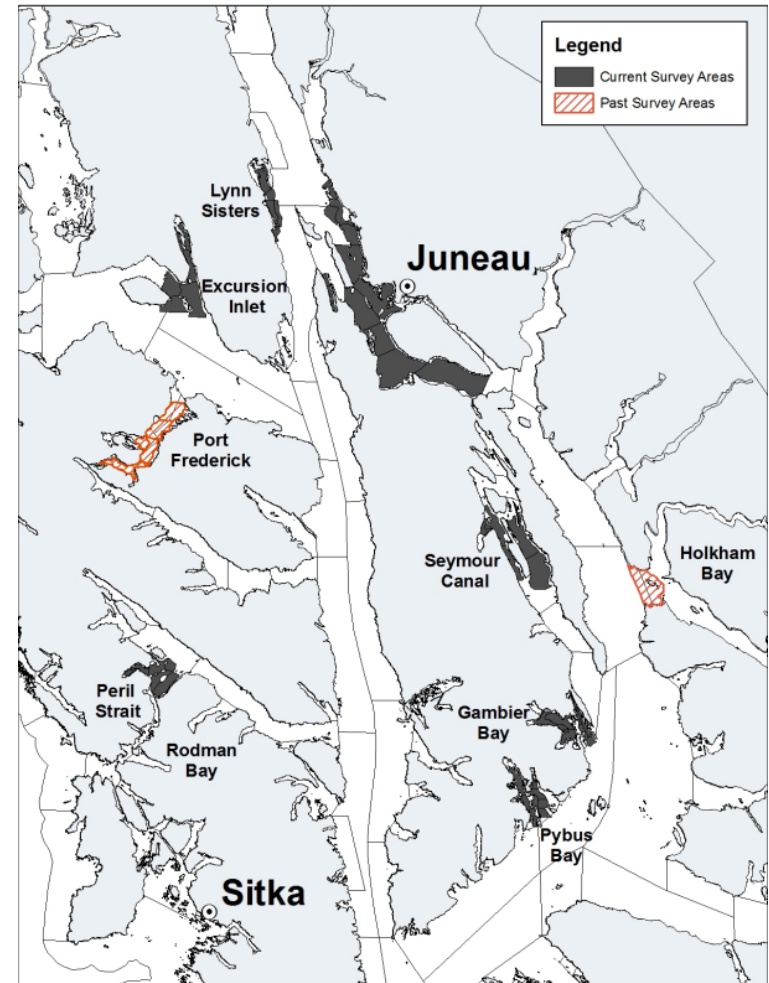 Legend
Current Survey Areas
Past Survey Areas
Lynn
Sisters
Juneau
Excursion
Inlet
Port
Frederick
Seymour
Canal
Holkham
Bay
Peril
Strait
Rodman
Bay
Gambier
Bay
Pybus
Bay
Sitka